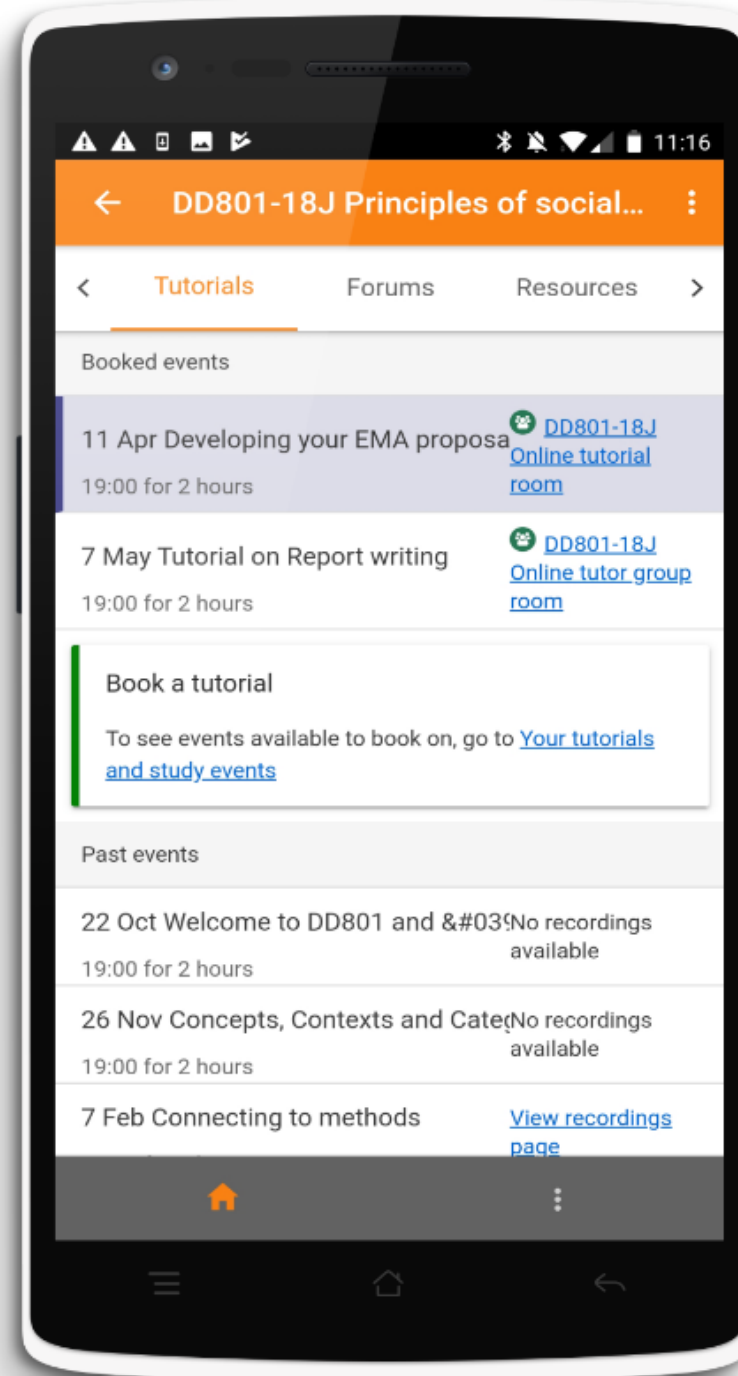 11:16
DD801-18J Principles of social...
Tutorials Forums Resources
Booked events
11 Apr Developing your EMA proposa
19:00 for 2 hours
DD801-18J
Online tutorial
room
7 May Tutorial on Report writing
19:00 for 2 hours
DD801-18J
Online tutor group
room
Book a tutorial
To see events available to book on, go to Your tutorials
and study events
Past events
22 Oct Welcome to DD801 and &#039
19:00 for 2 hours
No recordings
available
26 Nov Concepts, Contexts and Cate
19:00 for 2 hours
No recordings
available
7 Feb Connecting to methods
View recordings
page